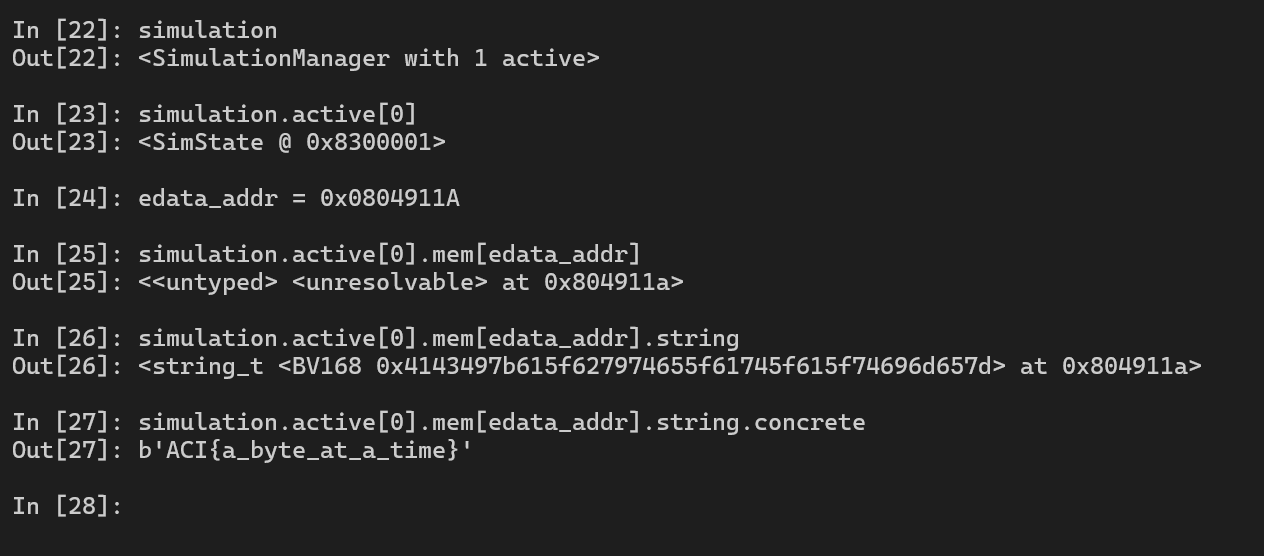 In [22]: simulation
Out[22]: <SimulationManager with 1 active>
In [23]: simulation.active[0]
Out[23]: <SimState @ 0x8300001>
In [24]: edata_addr = 0x0804911A
In [25]: simulation.active[0].mem[edata_addr]
Out[25]: <<untyped> <unresolvable> at 0x804911a>
In [26]: simulation.active[0].mem[edata_addr].string
Out[26]: <string_t <BV168 0x4143497b615f627974655f61745f615f74696d657d> at 0x804911a>
In [27]: simulation.active[0].mem[edata_addr].string.concrete
Out[27]: b'ACI{a_byte_at_a_time}'
In [28]: